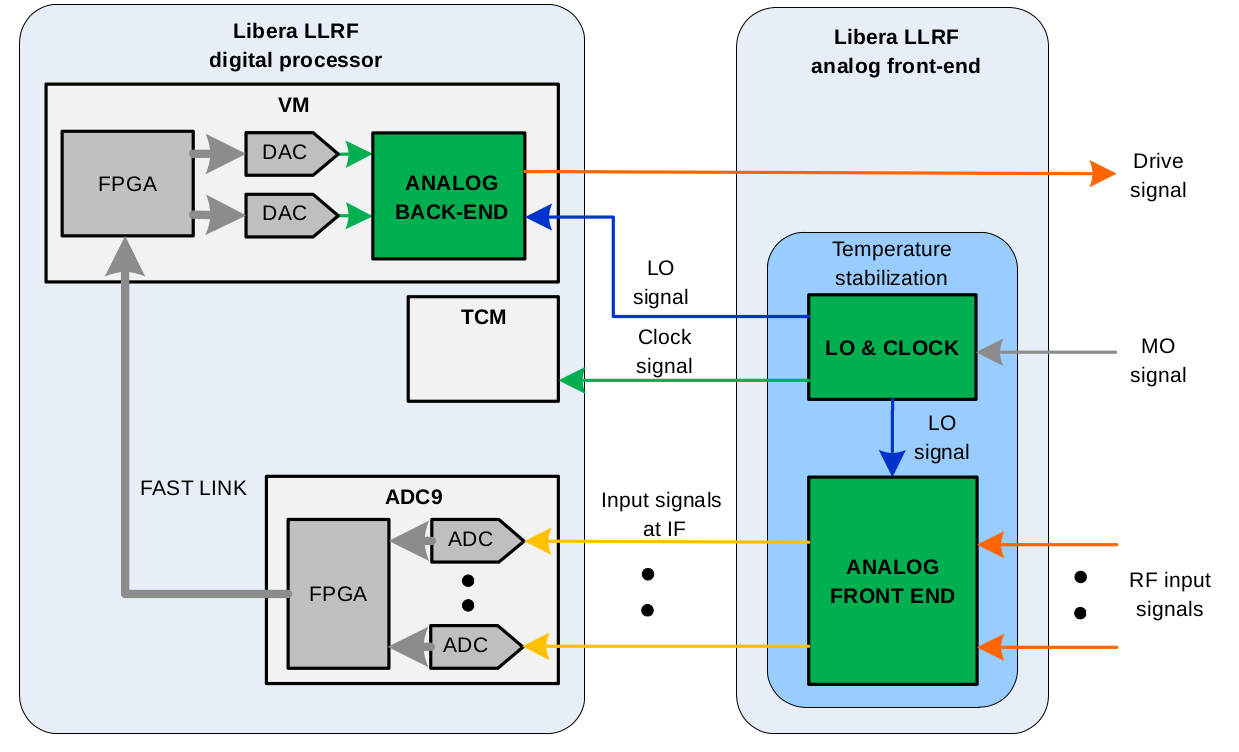 Libera LLRF
digital processor
VM
FPGA
DAC
DAC
ANALOG
BACK-END
TCM
FAST LINK
ADC9
FPGA
ADC
ADC
LO
signal
Clock
signal
Input signals
at IF
Libera LLRF
analog front-end
Temperature
stabilization
LO & CLOCK
LO
signal
ANALOG
FRONT END
Drive
signal
MO
signal
RF input
signals